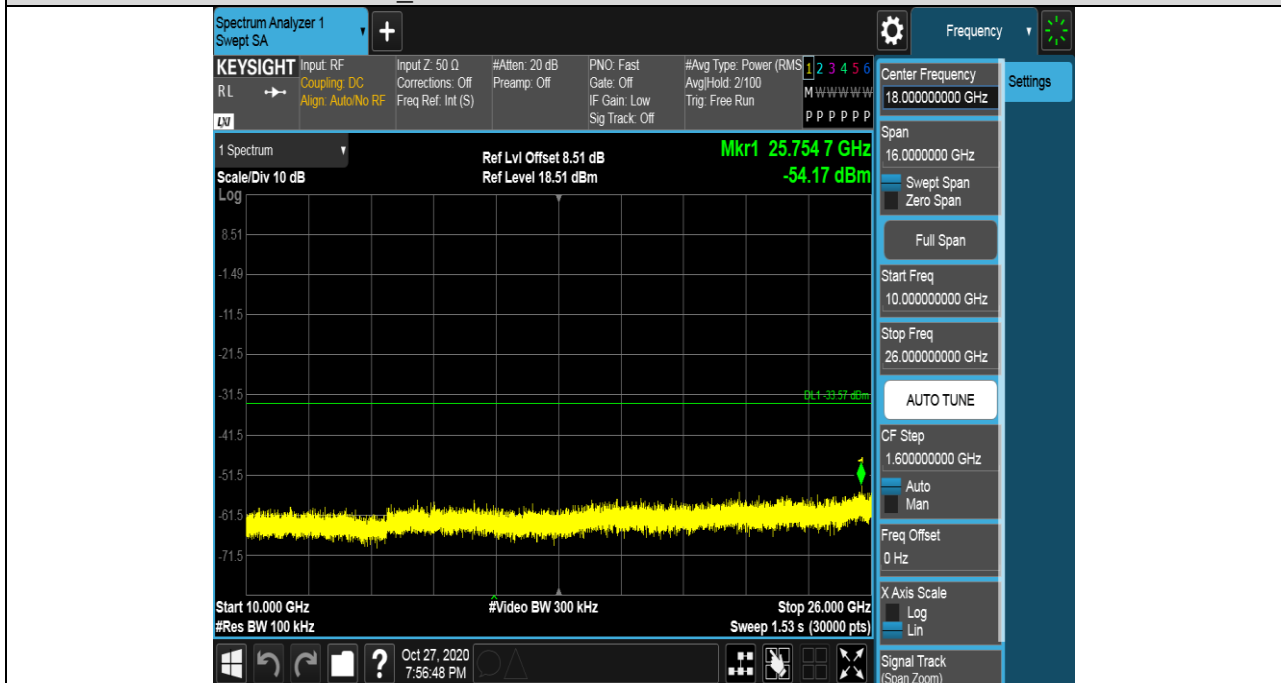 Spectrum Analyzer 1
Swept SA
+
Frequency
KEYSIGHT
RL
LXI
Input: RF
Coupling: DC
Align: Auto/No RF
Input Z: 50 Ω
Corrections: Off
Freq Ref: Int (S)
#Atten: 20 dB
Preamp: Off
PNO: Fast
Gate: Off
IF Gain: Low
Sig Track: Off
#Avg Type: Power (RMS
Avg|Hold: 2/100
Trig: Free Run
1 2 3 4 5 6
M W W W W W
P P P P P P
1 Spectrum
Scale/Div 10 dB
Ref Lvl Offset 8.51 dB
Ref Level 18.51 dBm
Mkr1 25.754 7 GHz
-54.17 dBm
Log
8.51
-1.49
-11.5
-21.5
-31.5
DL1 -33.57 dBm
-41.5
1
-51.5
-61.5
-71.5
Start 10.000 GHz
#Video BW 300 kHz
Stop 26.000 GHz
#Res BW 100 kHz
Sweep 1.53 s (30000 pts)
?
Oct 27, 2020
7:56:48 PM
Center Frequency
18.000000000 GHz
Settings
Span
16.0000000 GHz
Swept Span
Zero Span
Full Span
Start Freq
10.000000000 GHz
Stop Freq
26.000000000 GHz
AUTO TUNE
CF Step
1.600000000 GHz
Auto
Man
Freq Offset
0 Hz
X Axis Scale
Log
Lin
Signal Track
(Span Zoom)